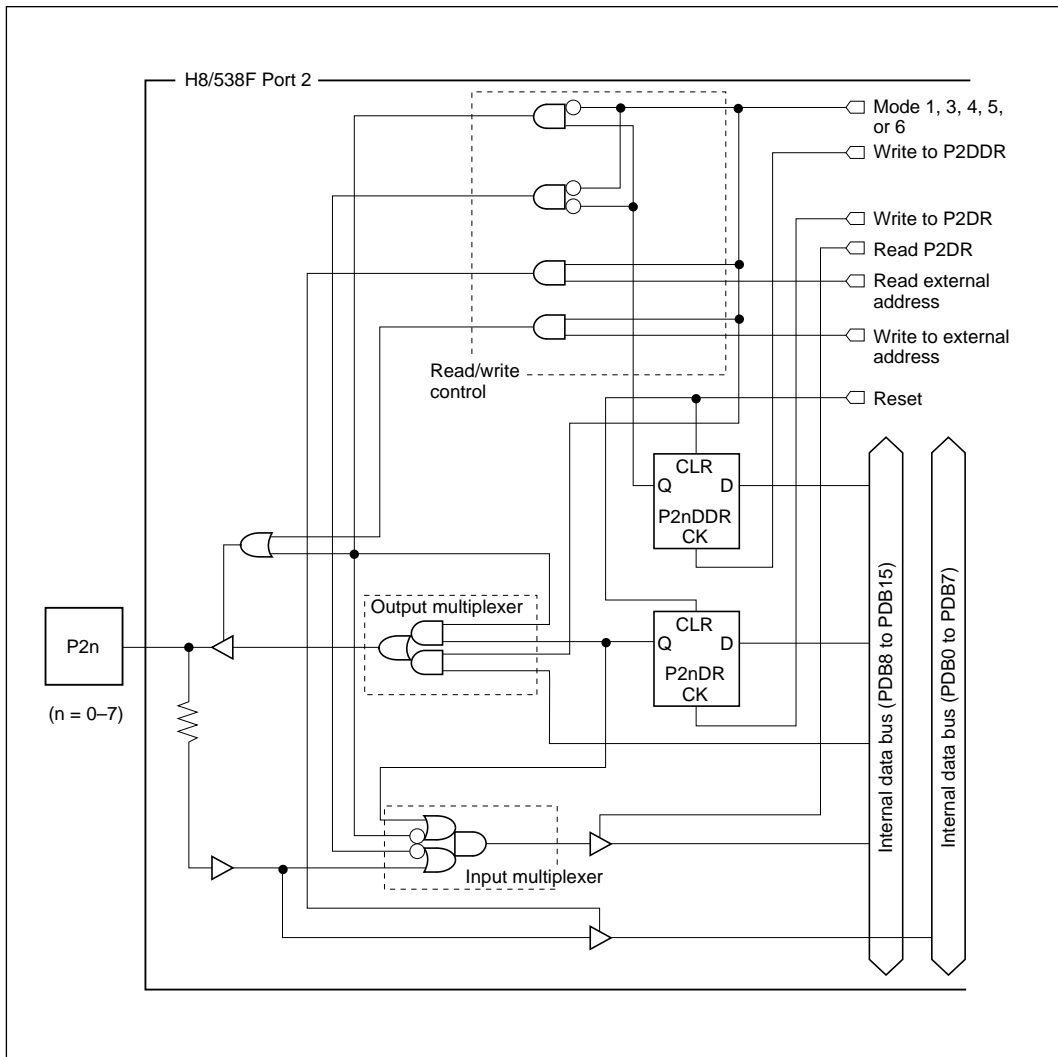 H8/538F Port 2
Mode 1, 3, 4, 5,
or 6
Write to P2DDR
Write to P2DR
Read P2DR
Read external
address
Write to external
address
Read/write
control
Reset
CLR
Q D
P2nDDR
CK
Output multiplexer
CLR
Q D
P2nDR
CK
P2n
(n = 0–7)
Input multiplexer
Internal data bus (PDB8 to PDB15)
Internal data bus (PDB0 to PDB7)